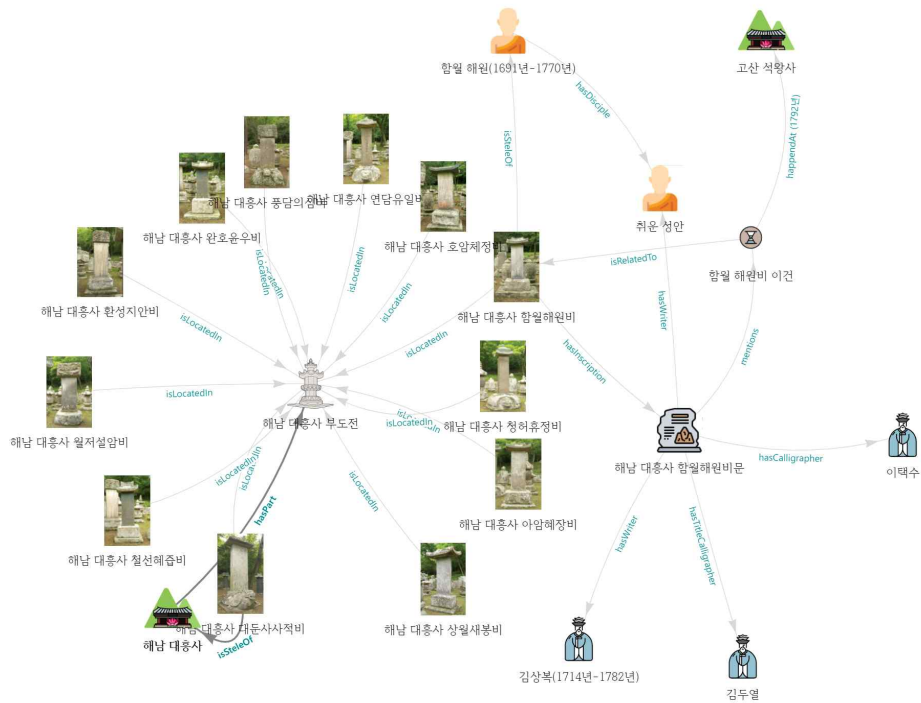 함월 해원(1691년~1770년)
고산 석왕사
hasDisciple
happendAt (1792년)
isSteleOf
해남 대흥사 풍담의심비
해남 대흥사 연담유일비
취운 성안
해남 대흥사 완호윤우비
해남 대흥사 호암체정비
isRelatedTo
함월 해원비 이건
isLocatedIn
isLocatedIn
isLocatedIn
isLocatedIn
해남 대흥사 환성지안비
해남 대흥사 함월해원비
isLocatedIn
hasWriter
isLocatedIn
hasInscription
mentions
isLocatedIn
해남 대흥사 부도전
isLocatedIn
isLocatedIn
해남 대흥사 청허휴정비
해남 대흥사 월저설암비
해남 대흥사 함월해원비문
hasCalligrapher
이택수
isLocatedIn
isLocatedIn
isLocatedIn
hasPart
해남 대흥사 아암혜장비
hasWriter
hasTitleCalligrapher
해남 대흥사 철선혜즙비
해남 대흥사 대둔사사적비
해남 대흥사 상월새봉비
해남 대흥사
isSteleOf
김상복(1714년~1782년)
김두열